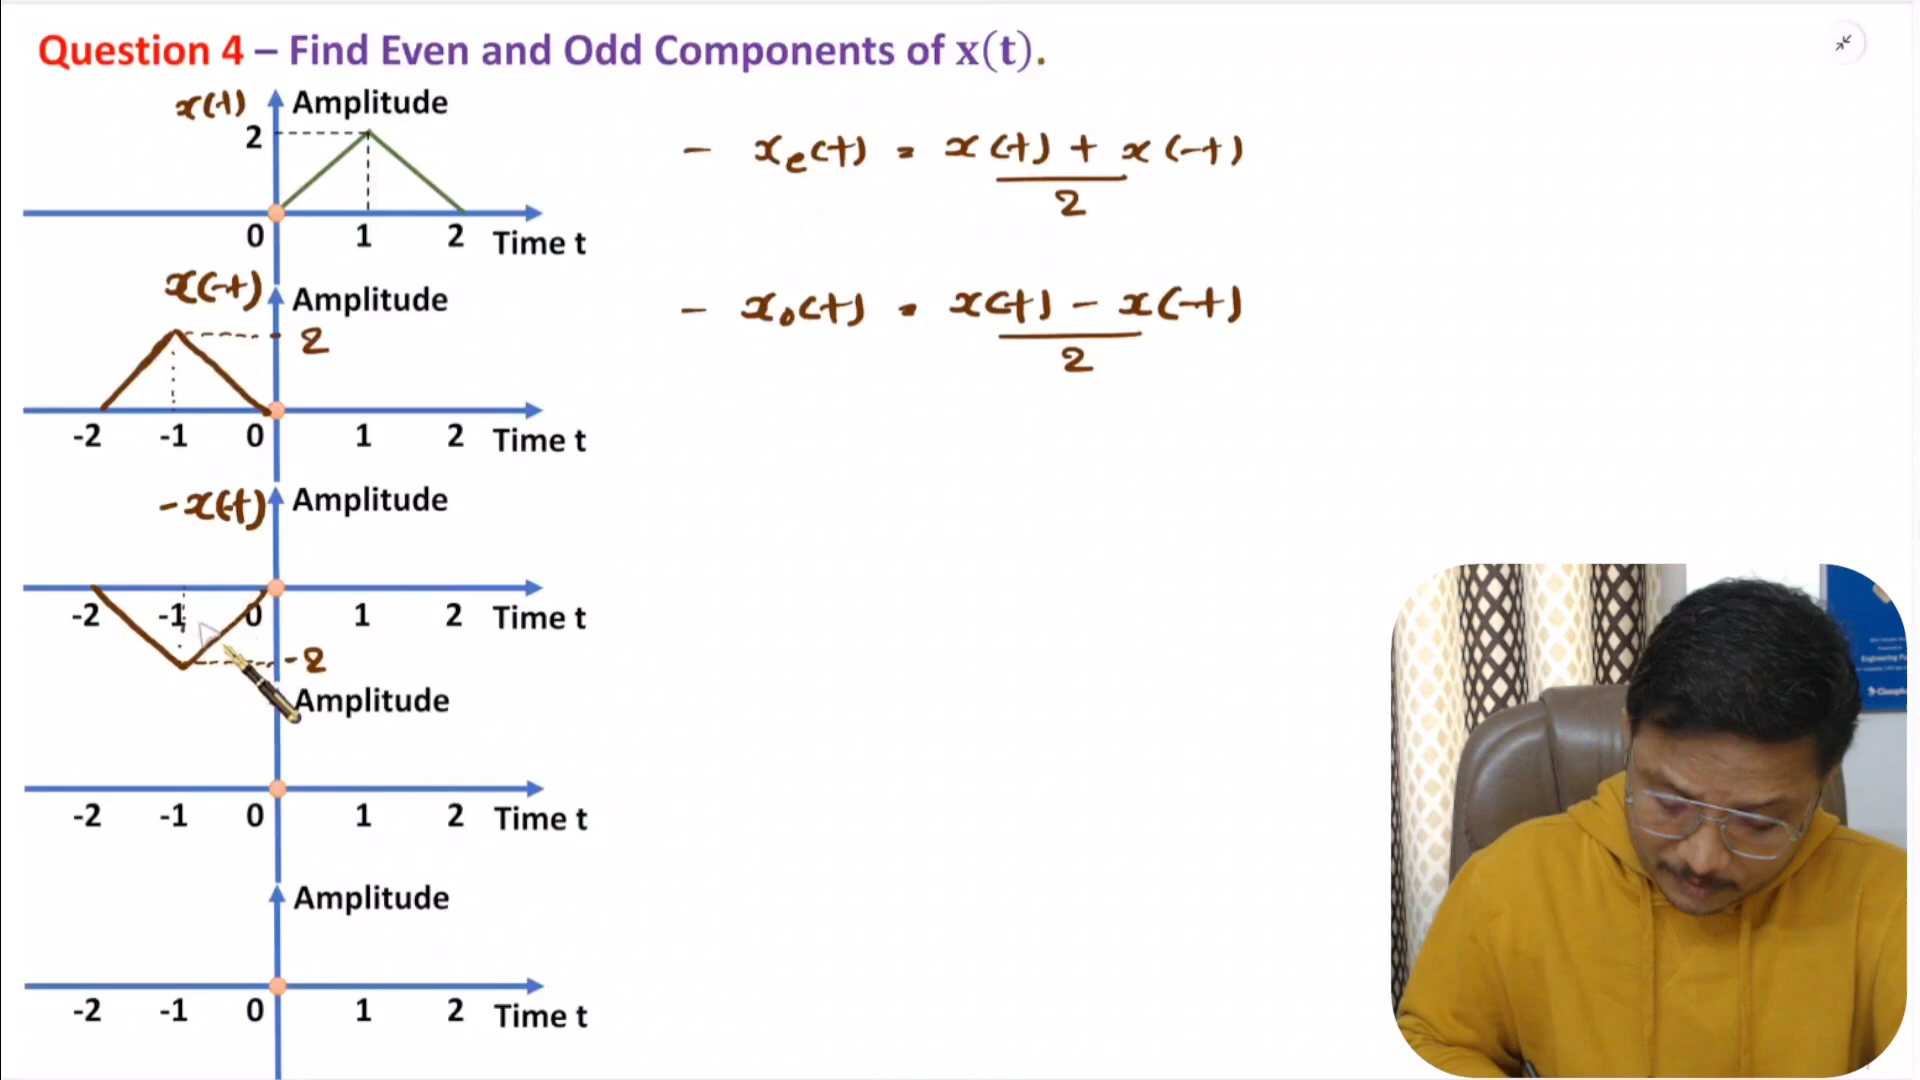 Question 4 – Find Even and Odd Components of x(t).
x(t) Amplitude
2
0 1 2 Time t
x(-t) Amplitude
2
-2 -1 0 1 2 Time t
-x(-t) Amplitude
-2 -1 0 1 2 Time t
-2
Amplitude
-2 -1 0 1 2 Time t
Amplitude
-2 -1 0 1 2 Time t
- xe(t) = x(t) + x(-t)
2
- xo(t) = x(t) - x(-t)
2